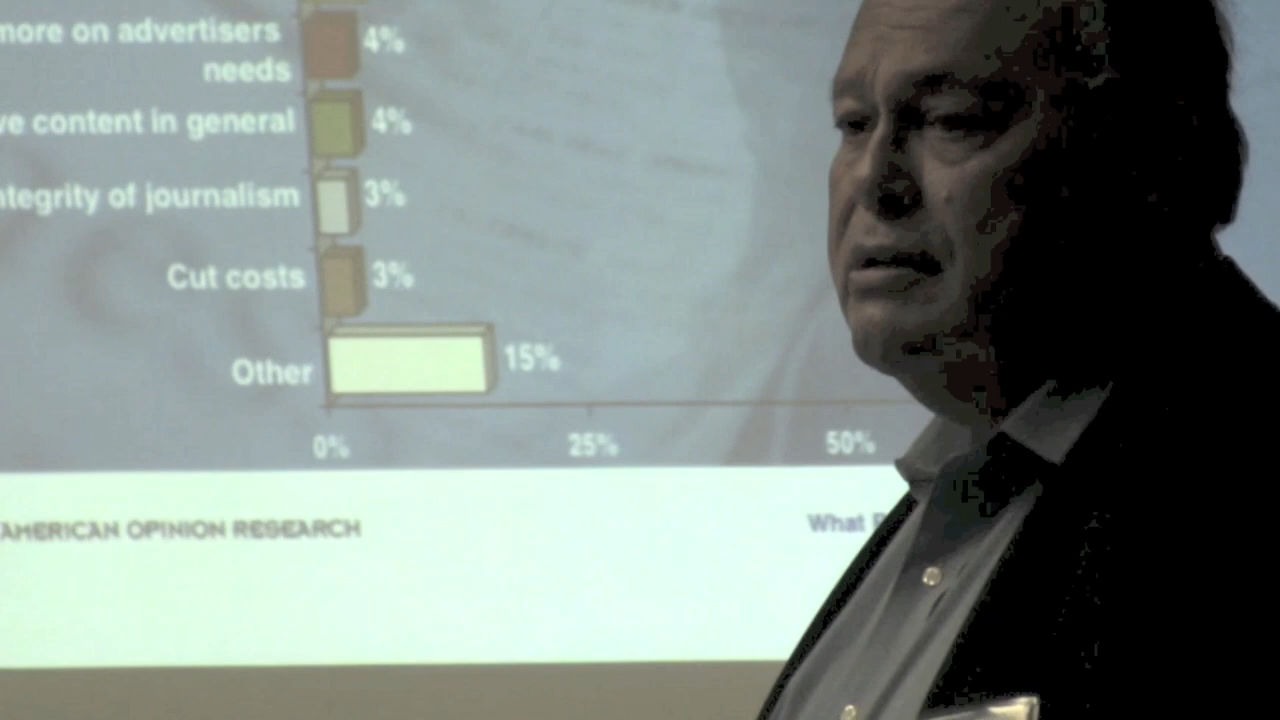 more on advertisers
needs
4%
ve content in general
4%
ntegrity of journalism
3%
Cut costs
3%
Other
15%
0% 25% 50%
AMERICAN OPINION RESEARCH
What